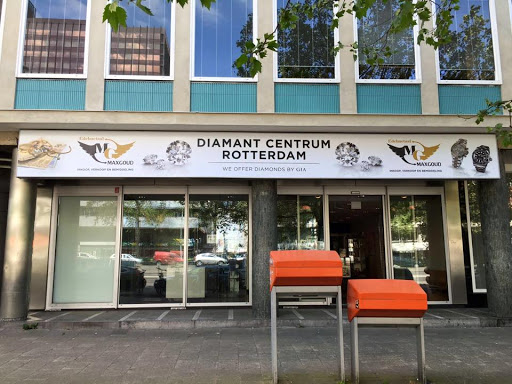 MAXGOUD
DIAMANT CENTRUM
ROTTERDAM
WE OFFER DIAMONDS BY GIA
MAXGOUD